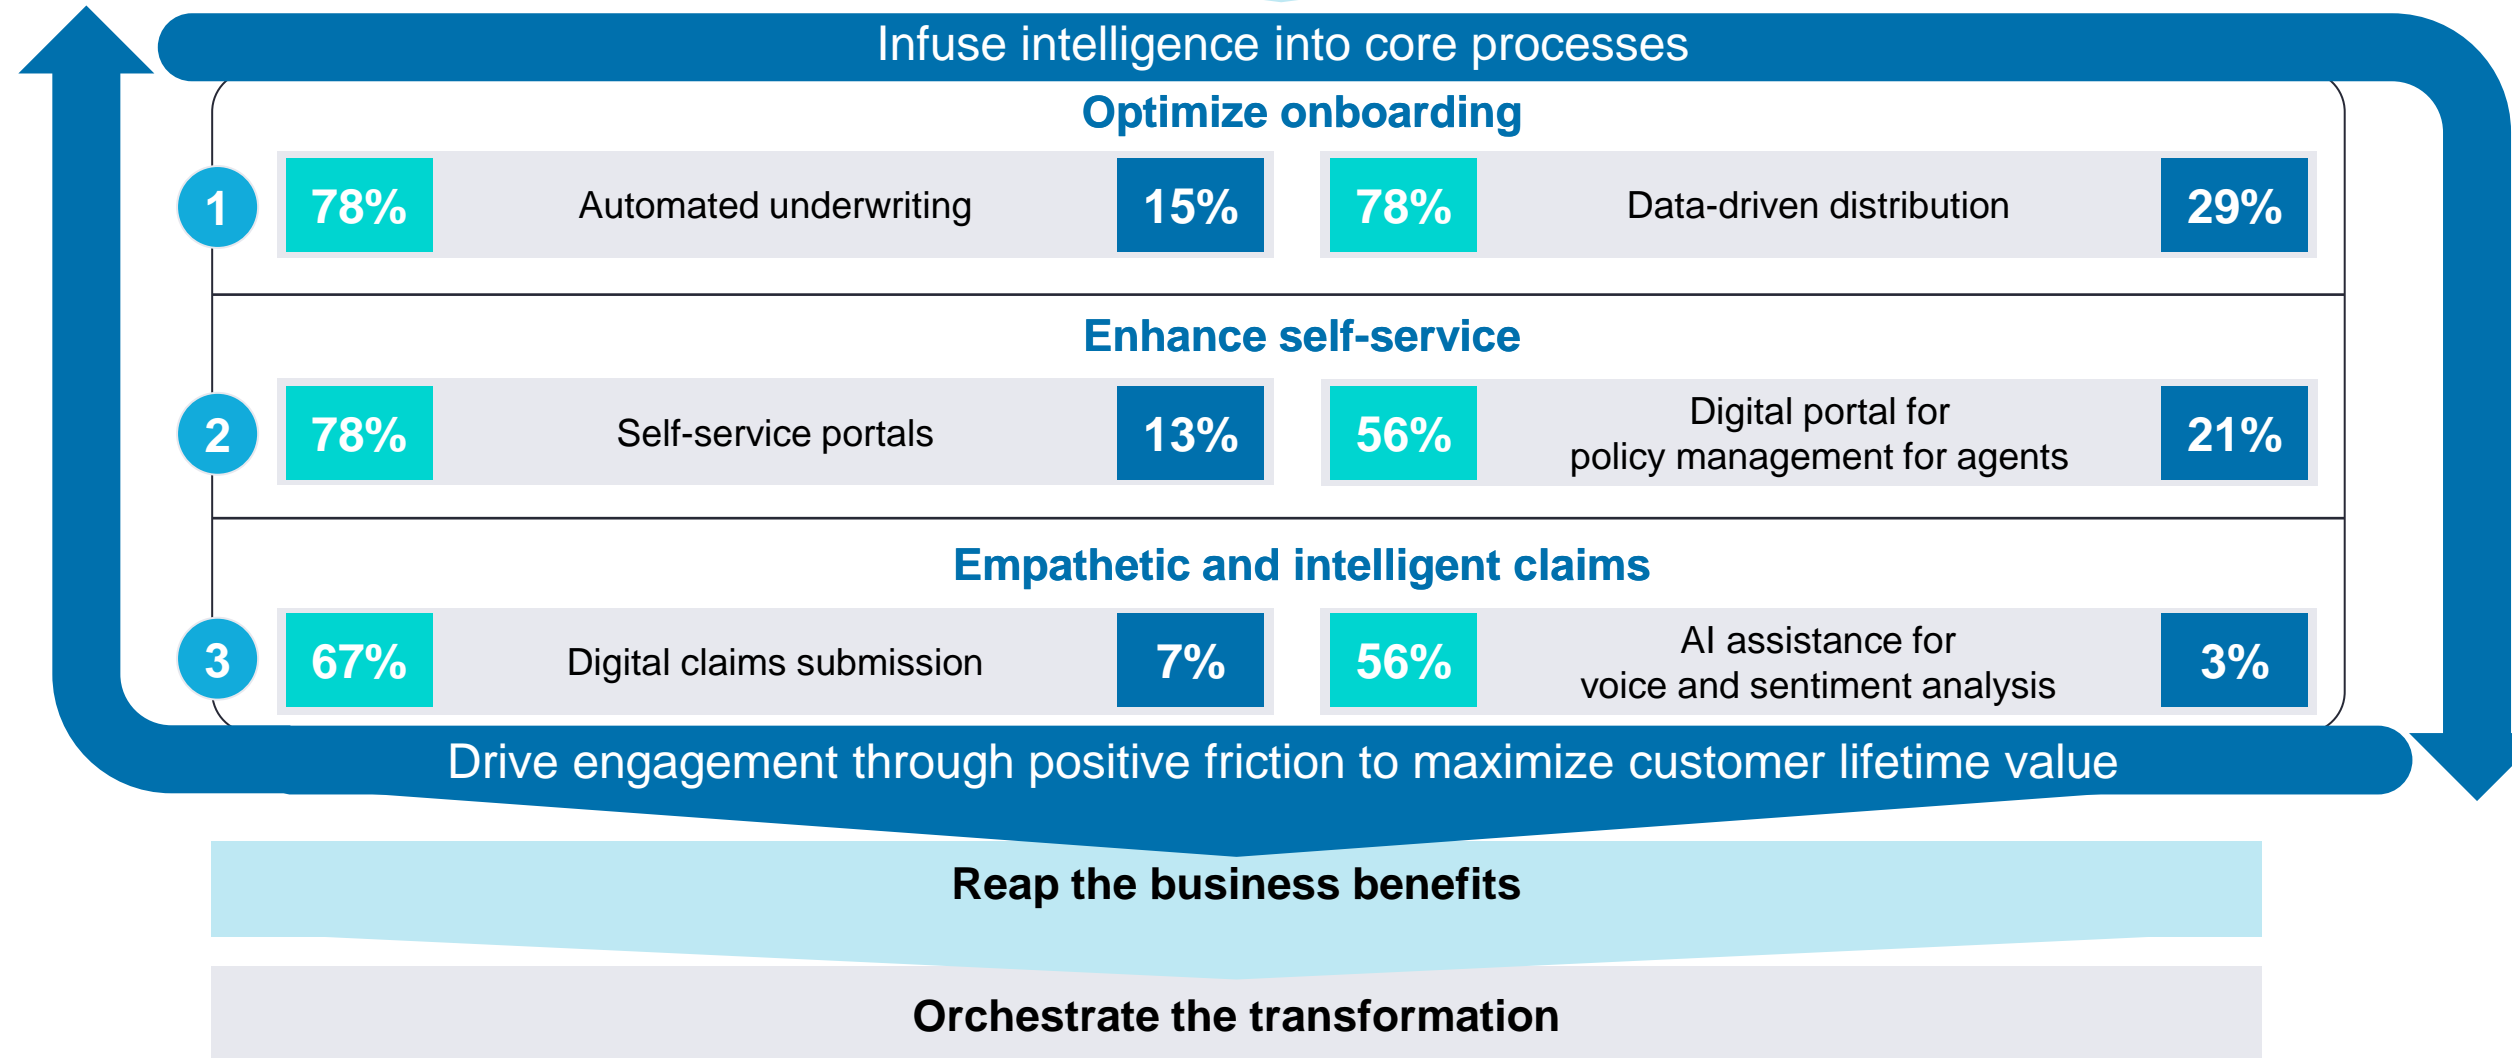 Infuse intelligence into core processes
Optimize onboarding
1
78%
Automated underwriting
15%
78%
Data-driven distribution
29%
Enhance self-service
2
78%
Self-service portals
13%
56%
Digital portal for
policy management for agents
21%
Empathetic and intelligent claims
3
67%
Digital claims submission
7%
56%
AI assistance for
voice and sentiment analysis
3%
Drive engagement through positive friction to maximize customer lifetime value
Reap the business benefits
Orchestrate the transformation